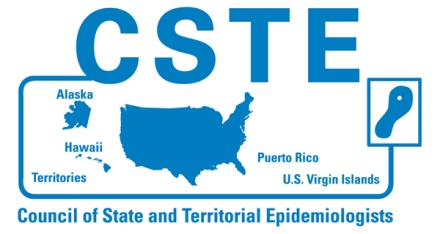 CSTE
Alaska
Hawaii
Territories
Puerto Rico
U.S. Virgin Islands
Council of State and Territorial Epidemiologists